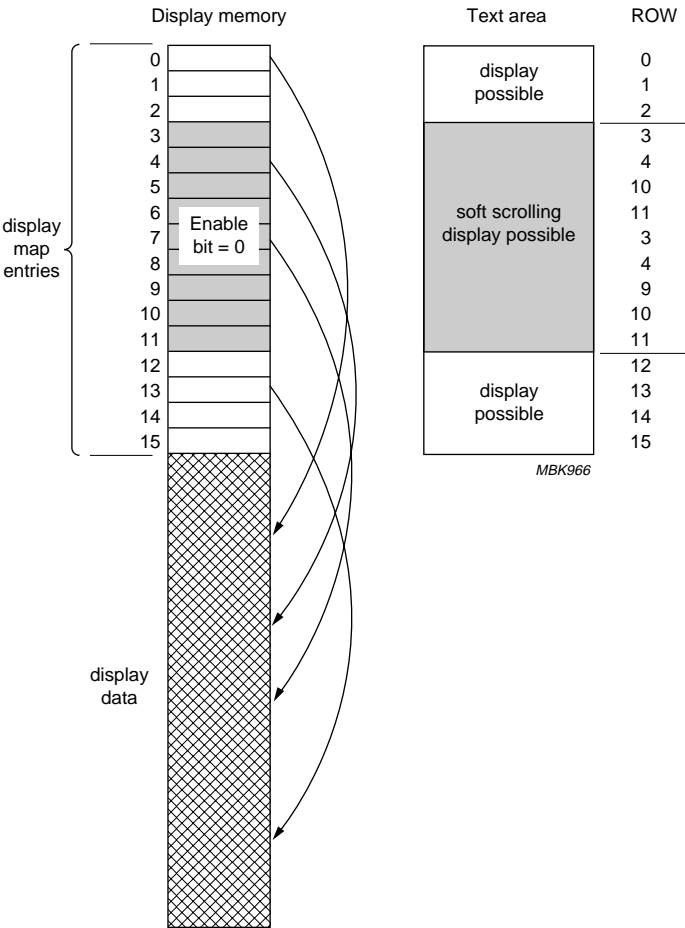 Display memory
Text area
ROW
display
map
entries
0
1
2
3
4
5
6
7
8
9
10
11
12
13
14
15
Enable
bit = 0
display
data
display
possible
soft scrolling
display possible
display
possible
0
1
2
3
4
10
11
3
4
9
10
11
12
13
14
15
MBK966